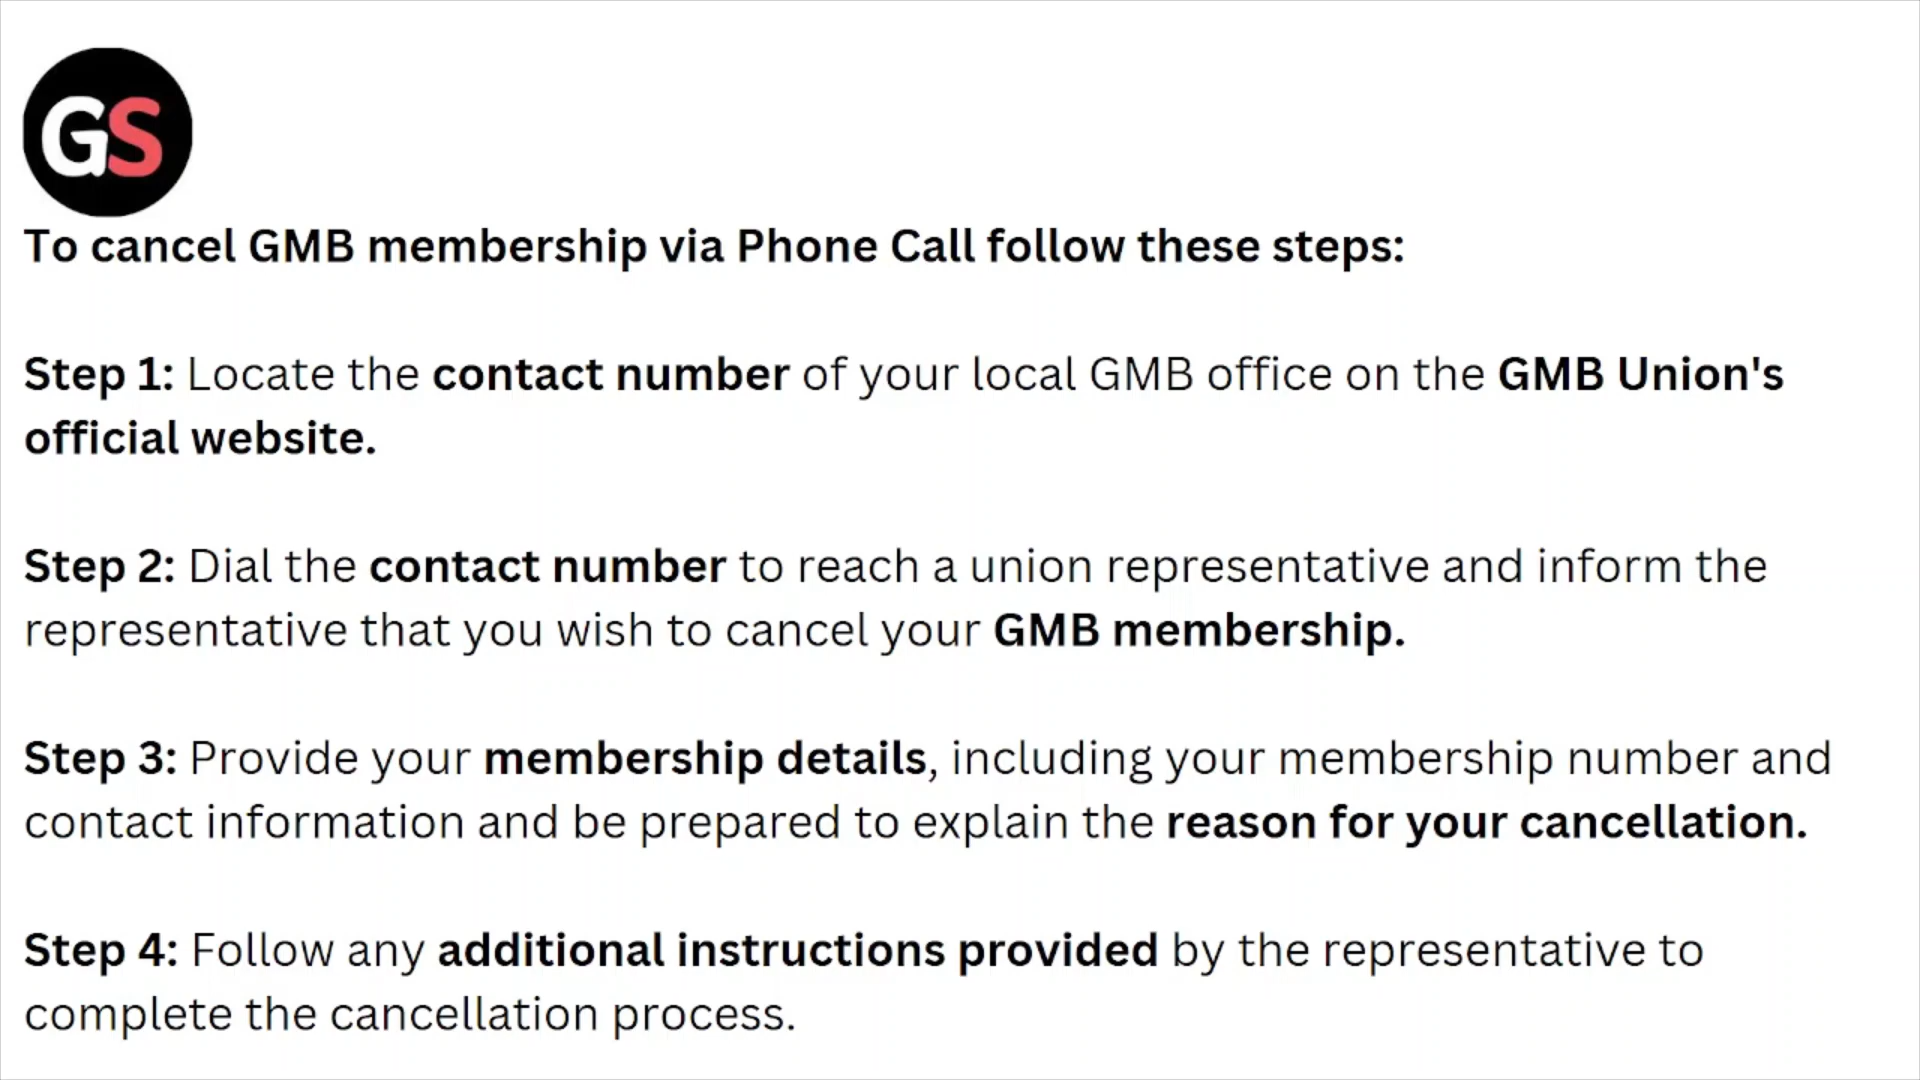 GS
To cancel GMB membership via Phone Call follow these steps:
Step 1: Locate the contact number of your local GMB office on the GMB Union's
official website.
Step 2: Dial the contact number to reach a union representative and inform the
representative that you wish to cancel your GMB membership.
Step 3: Provide your membership details, including your membership number and
contact information and be prepared to explain the reason for your cancellation.
Step 4: Follow any additional instructions provided by the representative to
complete the cancellation process.